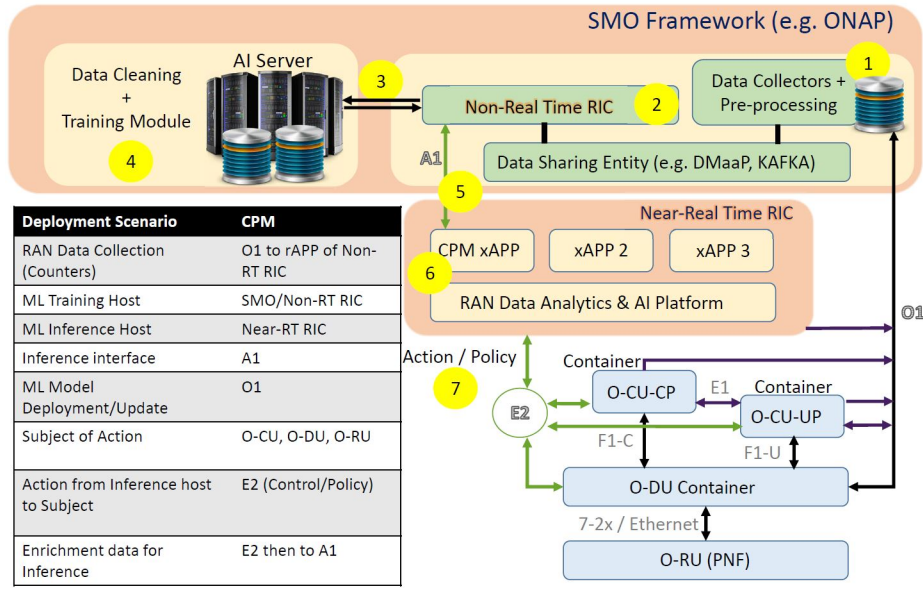 SMO Framework (e.g. ONAP)
AI Server
Data Cleaning
+
Training Module
4
3
Non-Real Time RIC
2
1
Data Collectors +
Pre-processing
Data Sharing Entity (e.g. DMaaP, KAFKA)
A1
5
Near-Real Time RIC
CPM xAPP
xAPP 2
xAPP 3
6
RAN Data Analytics & AI Platform
O1
Action / Policy
7
E2
Container
O-CU-CP
E1
Container
O-CU-UP
F1-C
F1-U
O-DU Container
7-2x / Ethernet
O-RU (PNF)
Deployment Scenario CPM
RAN Data Collection O1 to rAPP of Non-
(Counters) RT RIC
ML Training Host SMO/Non-RT RIC
ML Inference Host Near-RT RIC
Inference interface A1
ML Model O1
Deployment/Update
Subject of Action O-CU, O-DU, O-RU
Action from Inference host E2 (Control/Policy)
to Subject
Enrichment data for E2 then to A1
Inference